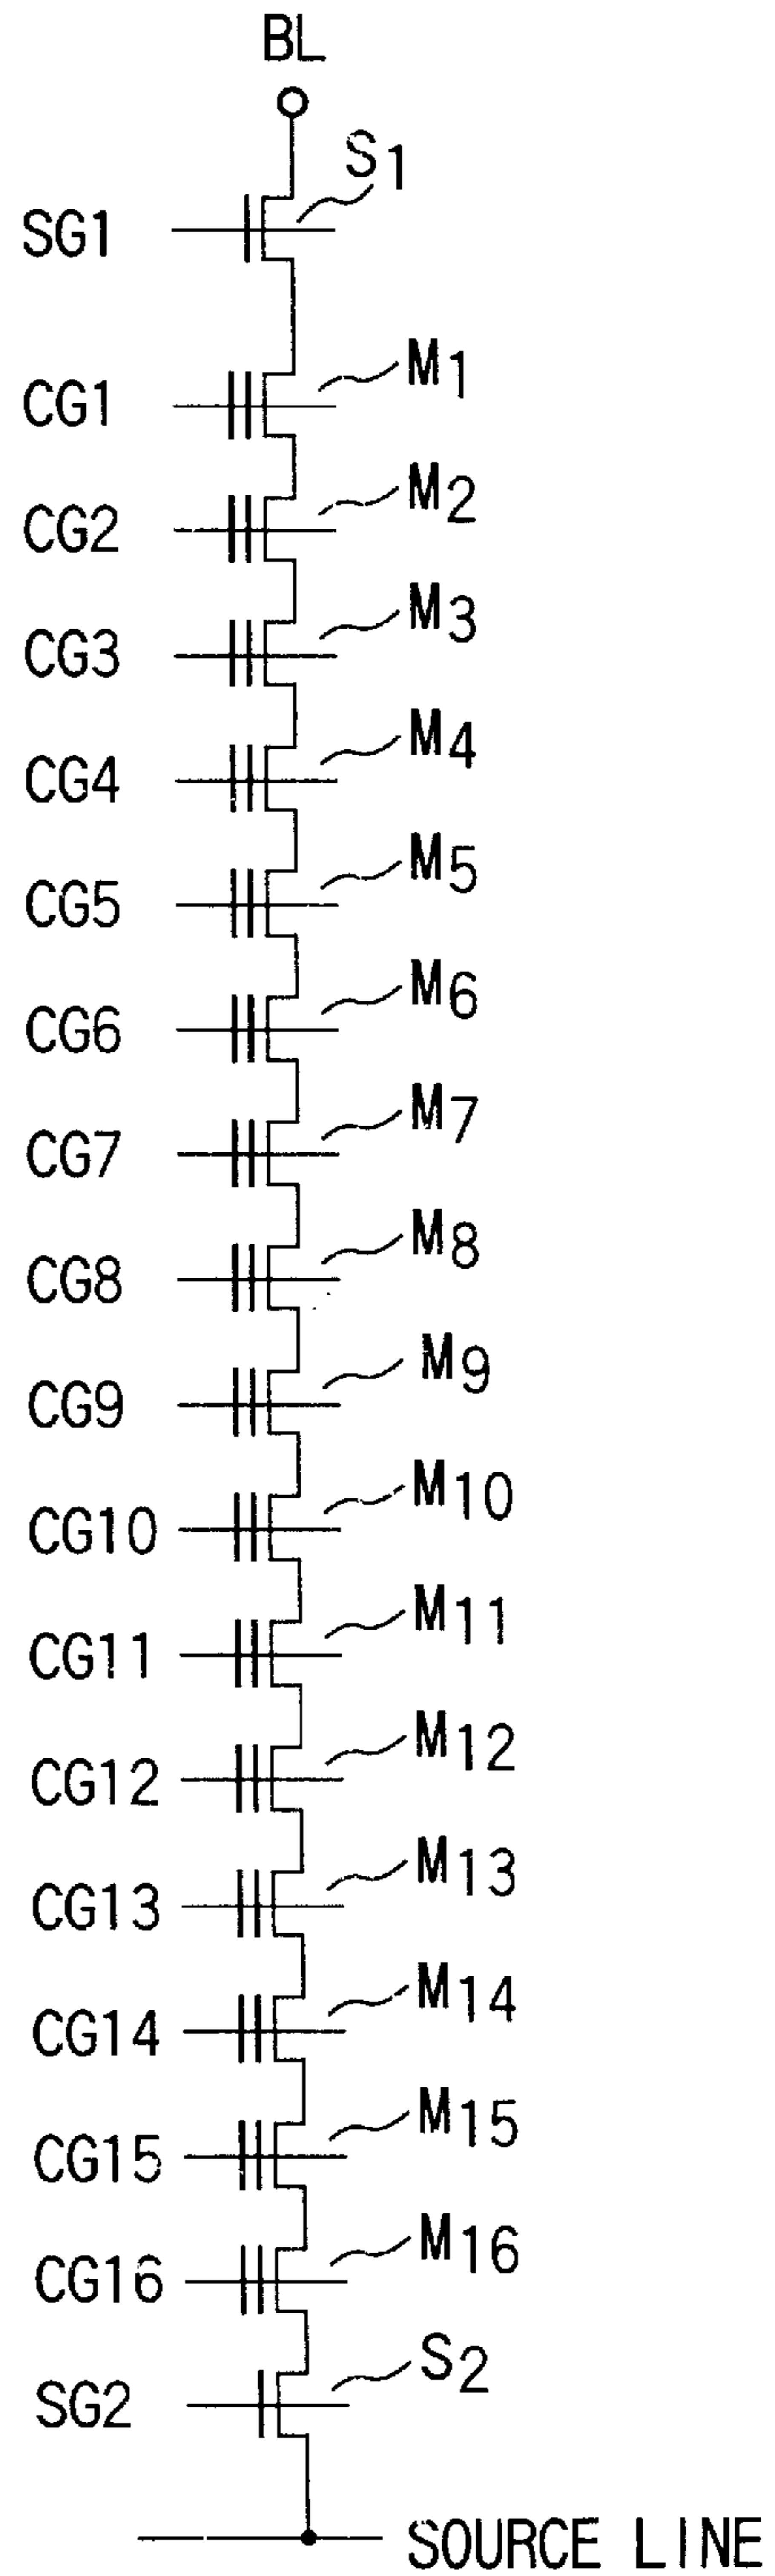 BL
S1
SG1
M1
CG1
M2
CG2
M3
CG3
M4
CG4
M5
CG5
M6
CG6
M7
CG7
M8
CG8
M9
CG9
M10
CG10
M11
CG11
M12
CG12
M13
CG13
M14
CG14
M15
CG15
M16
CG16
S2
SG2
SOURCE LINE